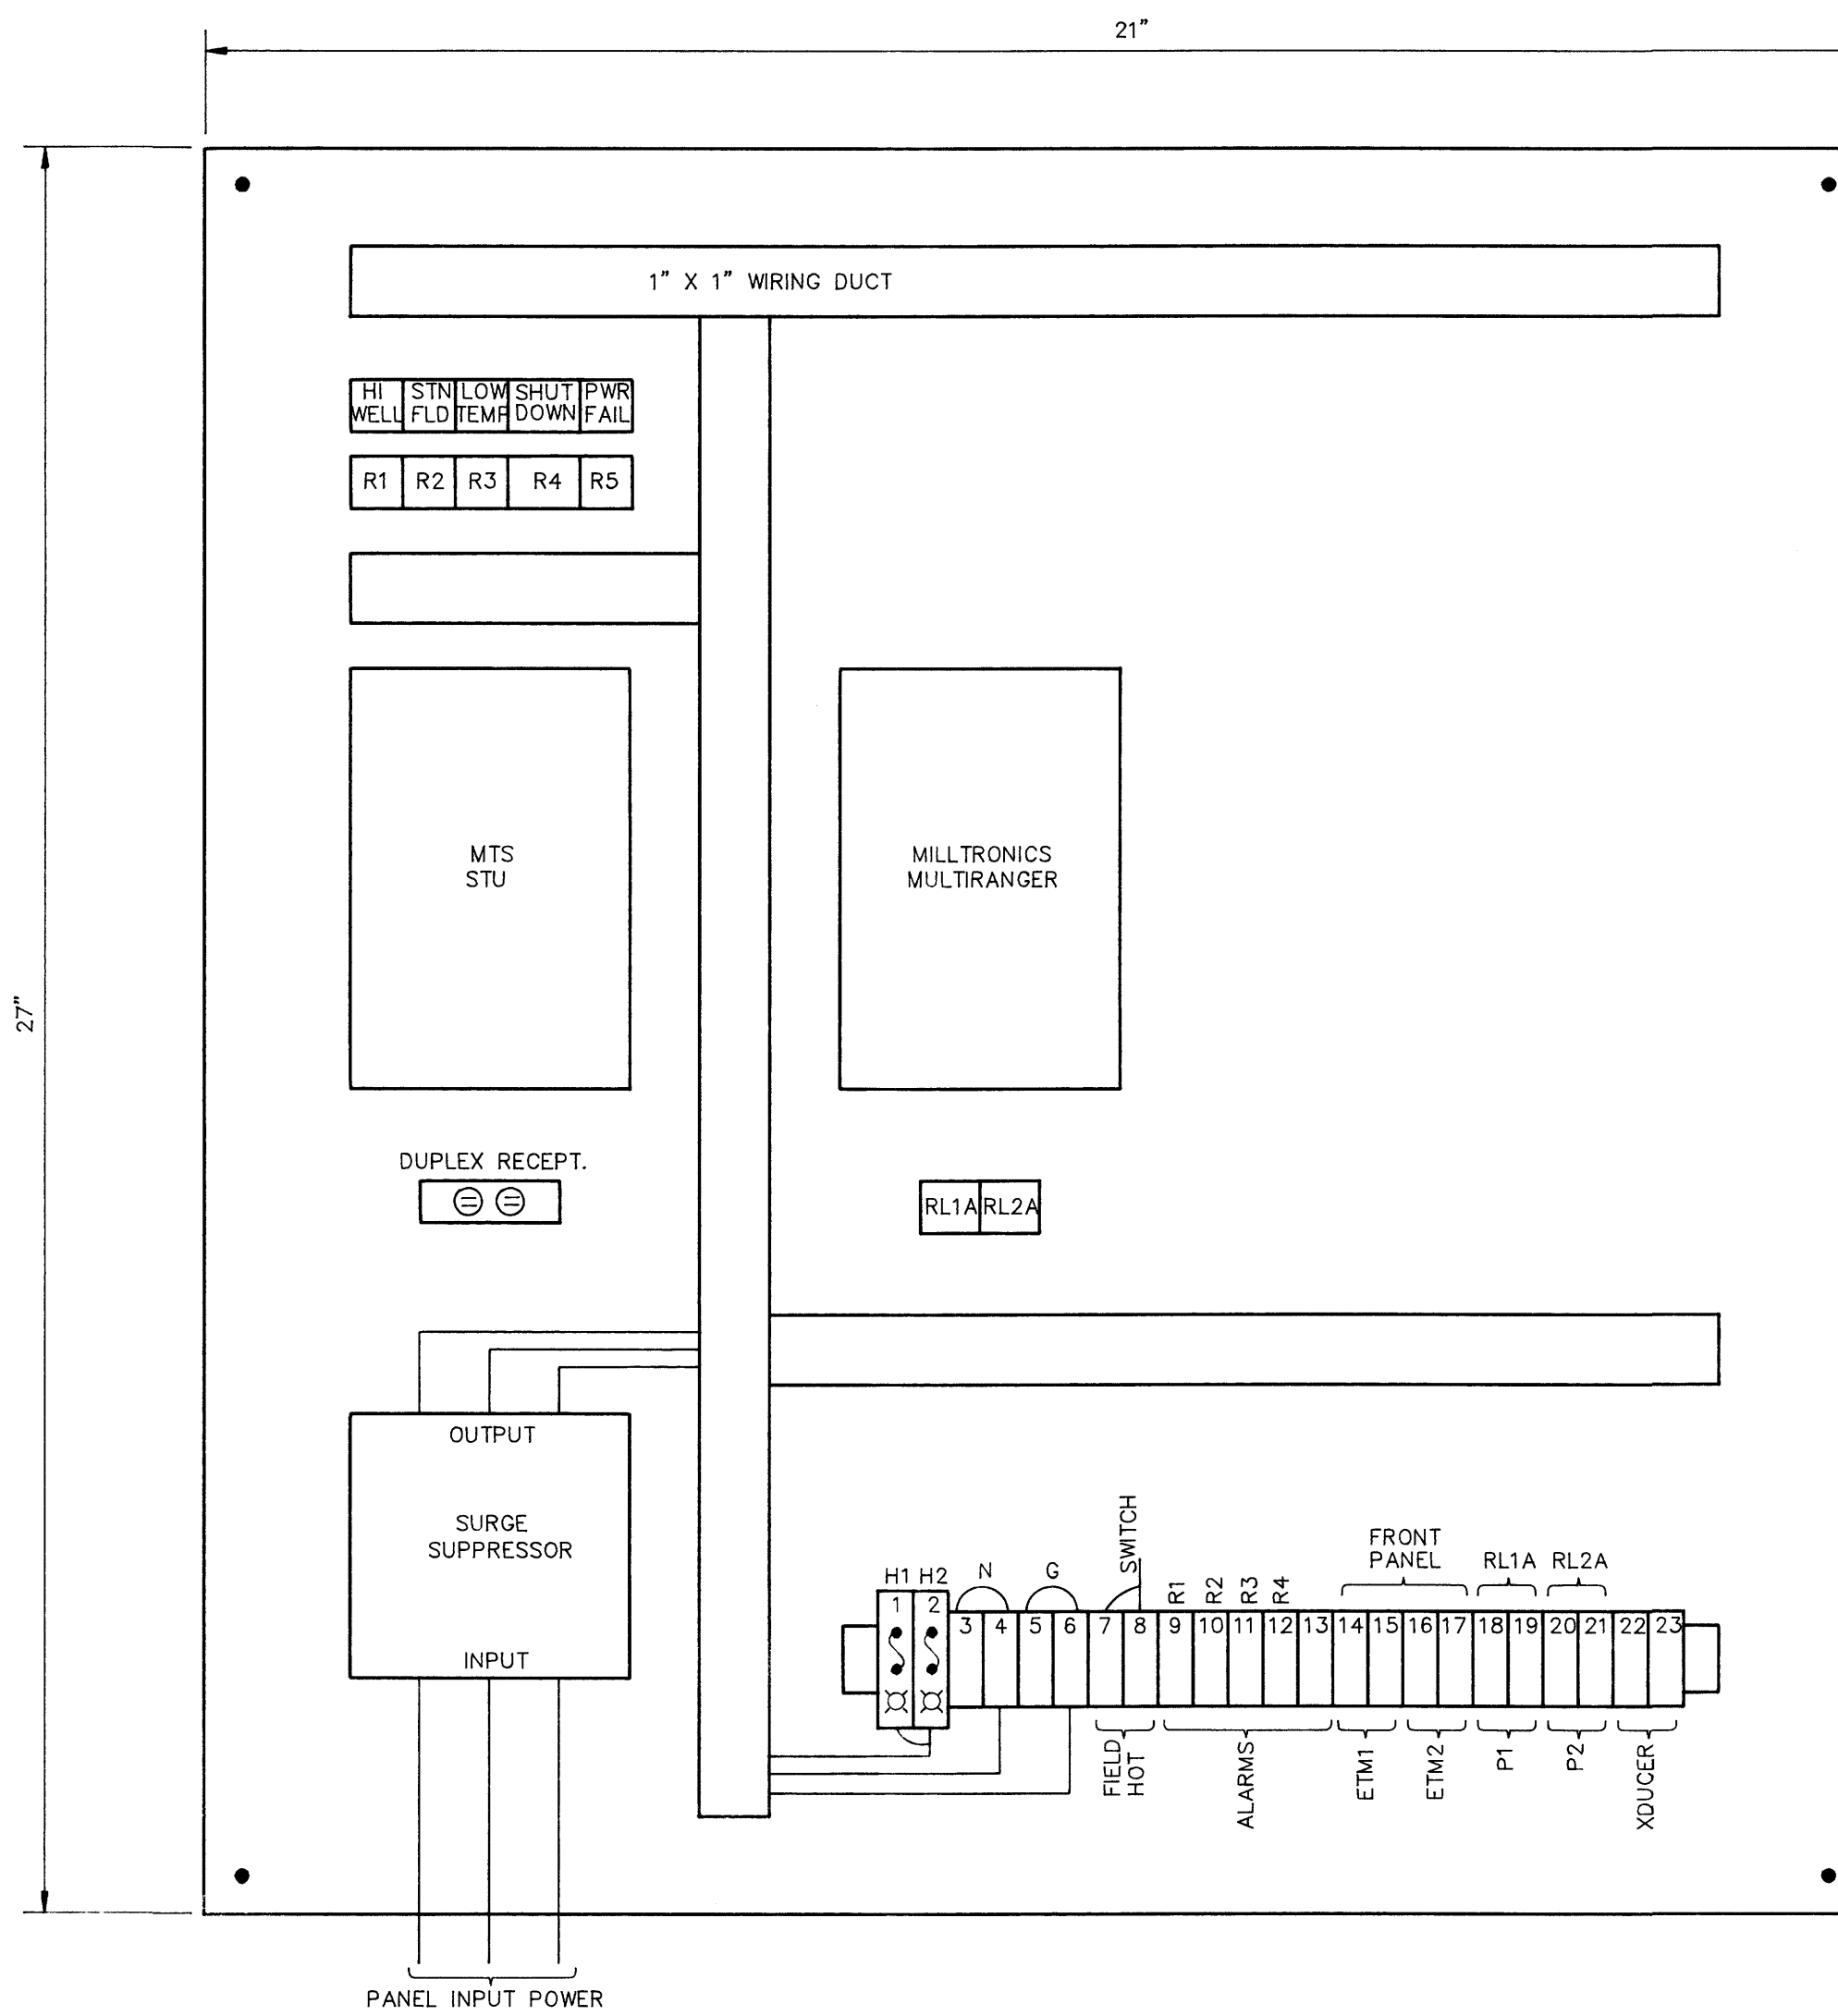 21"
27"
1" X 1" WIRING DUCT
HI WELL
STN FLD
LOW TEMP
SHUT DOWN
PWR FAIL
R1 R2 R3 R4 R5
MTS
STU
MILLTRONICS
MULTIRANGER
DUPLEX RECEPT.
RL1A RL2A
OUTPUT
SURGE
SUPPRESSOR
INPUT
SWITCH
FRONT
PANEL
RL1A RL2A
H1 H2 N G
R1 R2 R3 R4
1 2 3 4 5 6 7 8 9 10 11 12 13 14 15 16 17 18 19 20 21 22 23
FIELD
HOT
ALARMS
ETM1
ETM2
P1
P2
XDUCER
PANEL INPUT POWER